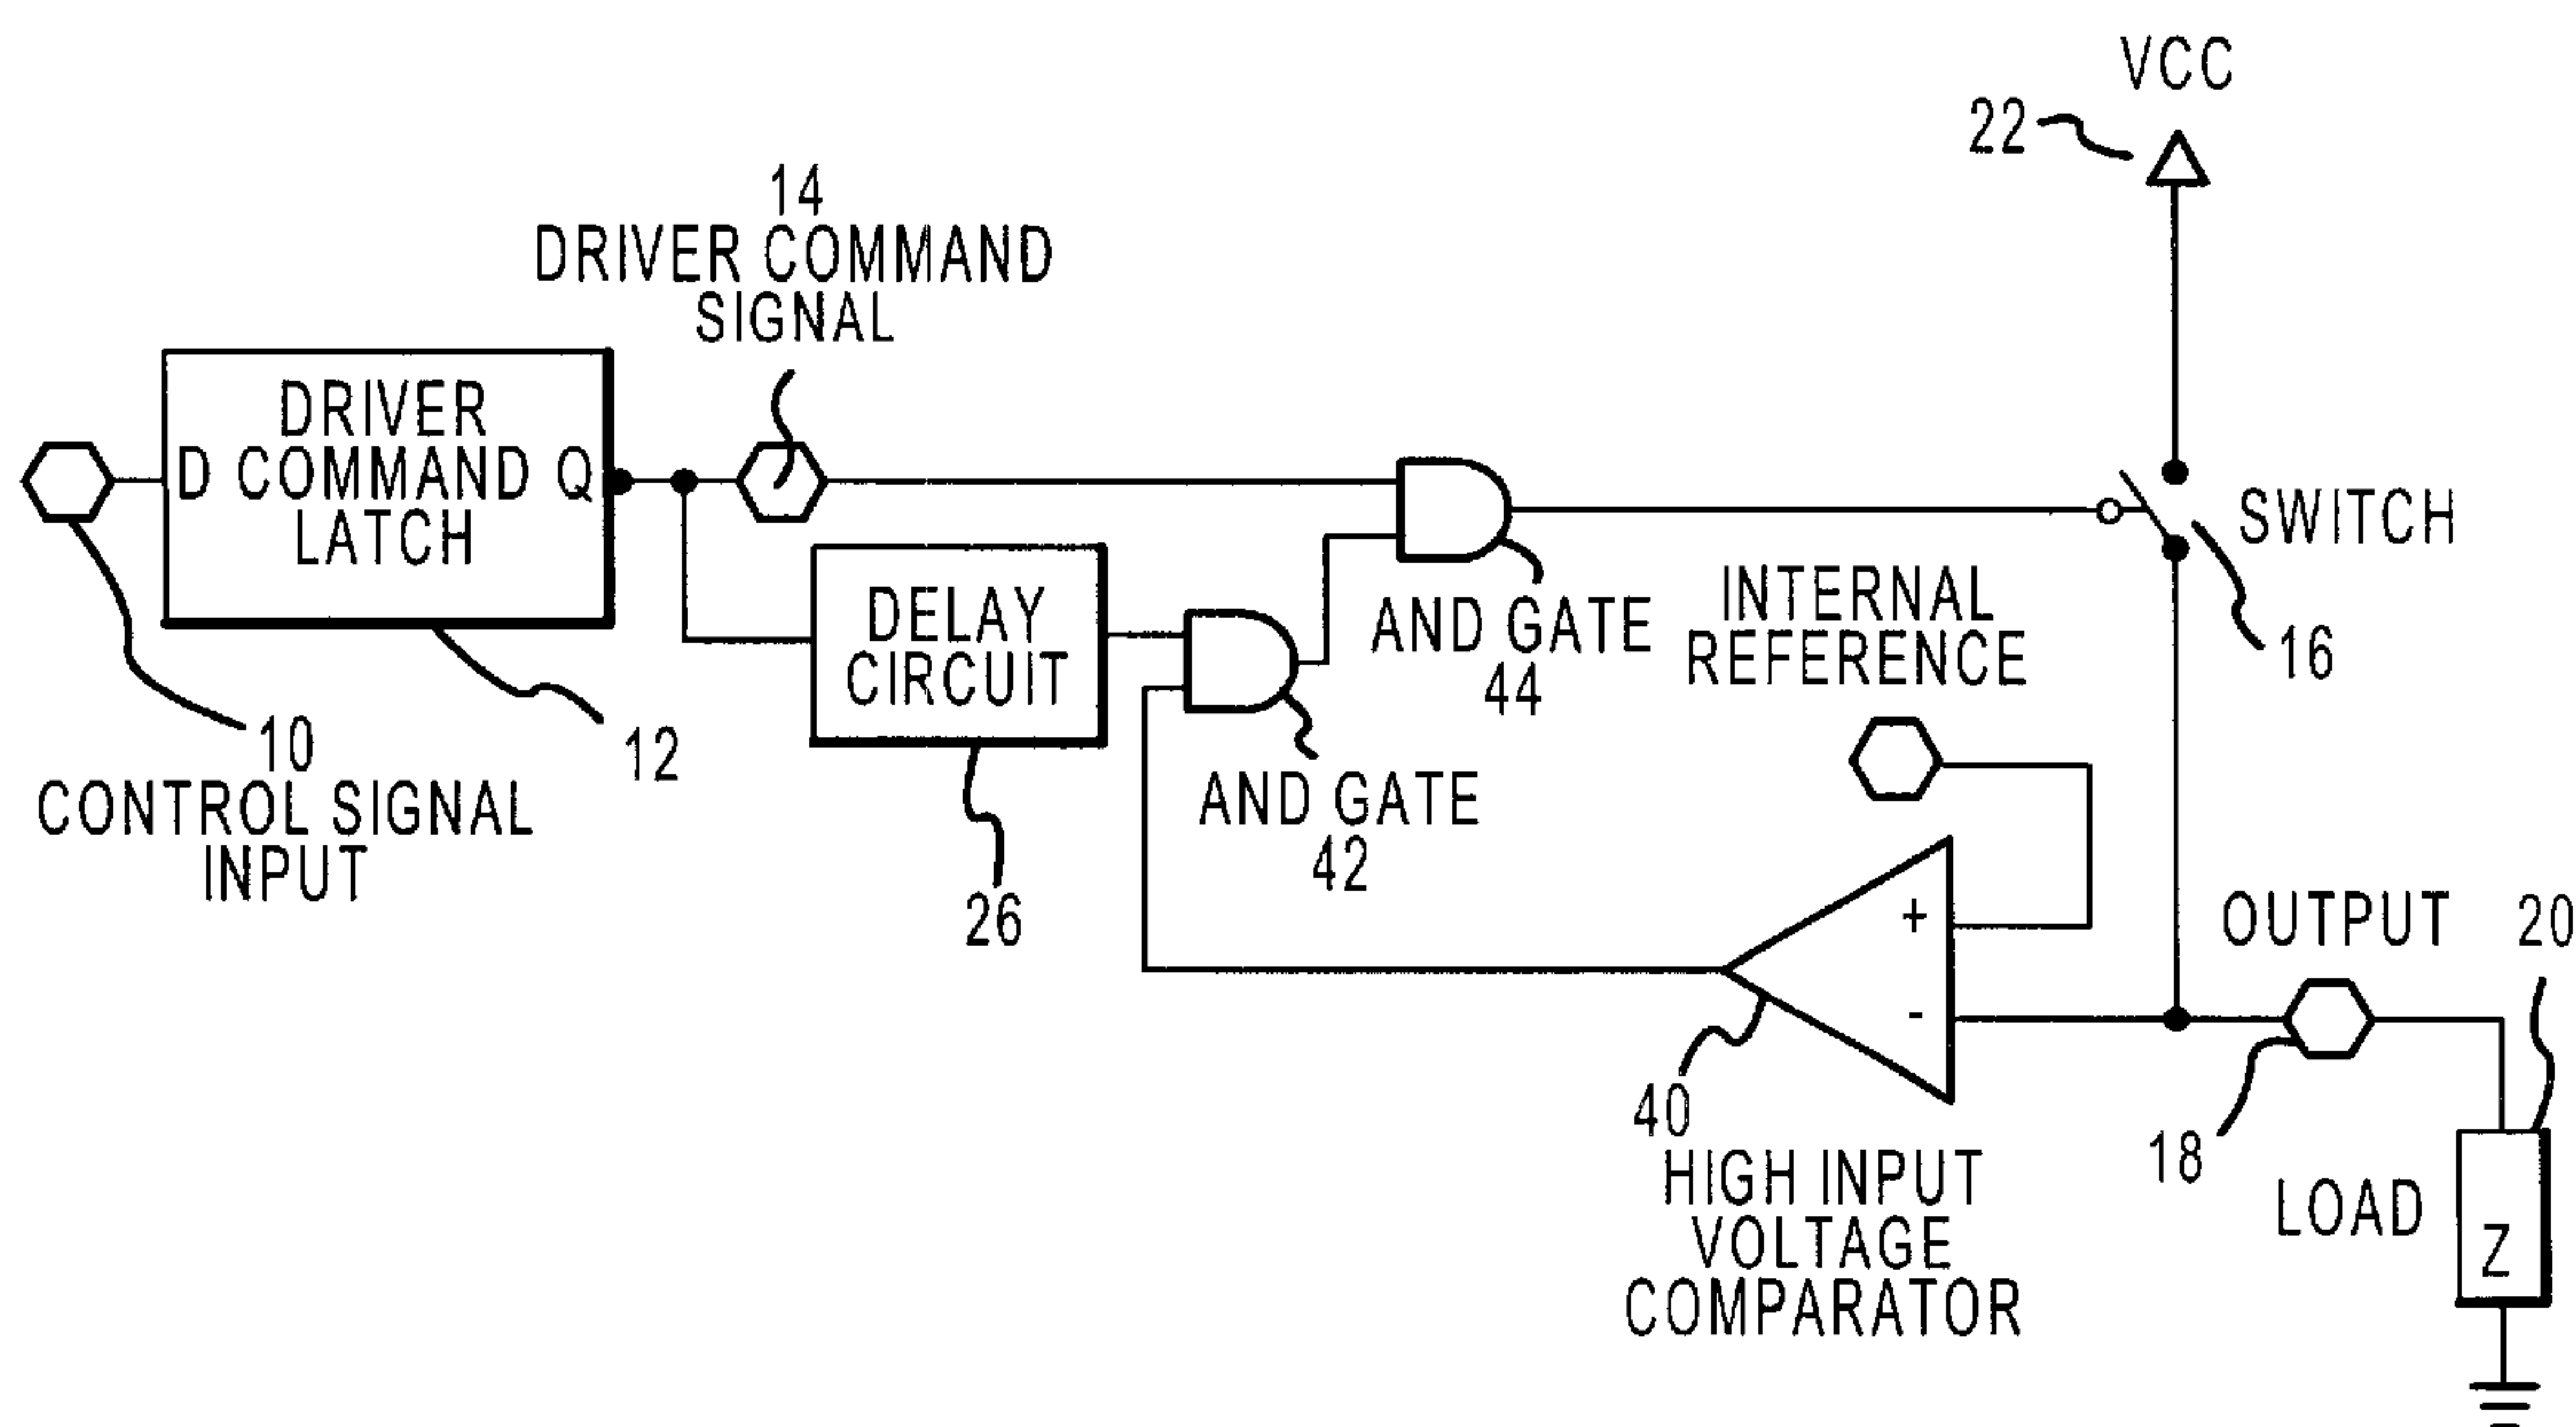 VCC
22
14
DRIVER COMMAND
SIGNAL
DRIVER
D COMMAND Q
LATCH
SWITCH
16
DELAY
CIRCUIT
AND GATE
44
INTERNAL
REFERENCE
10
CONTROL SIGNAL
INPUT
12
26
AND GATE
42
+
-
40
HIGH INPUT
VOLTAGE
COMPARATOR
OUTPUT
20
18
LOAD
Z